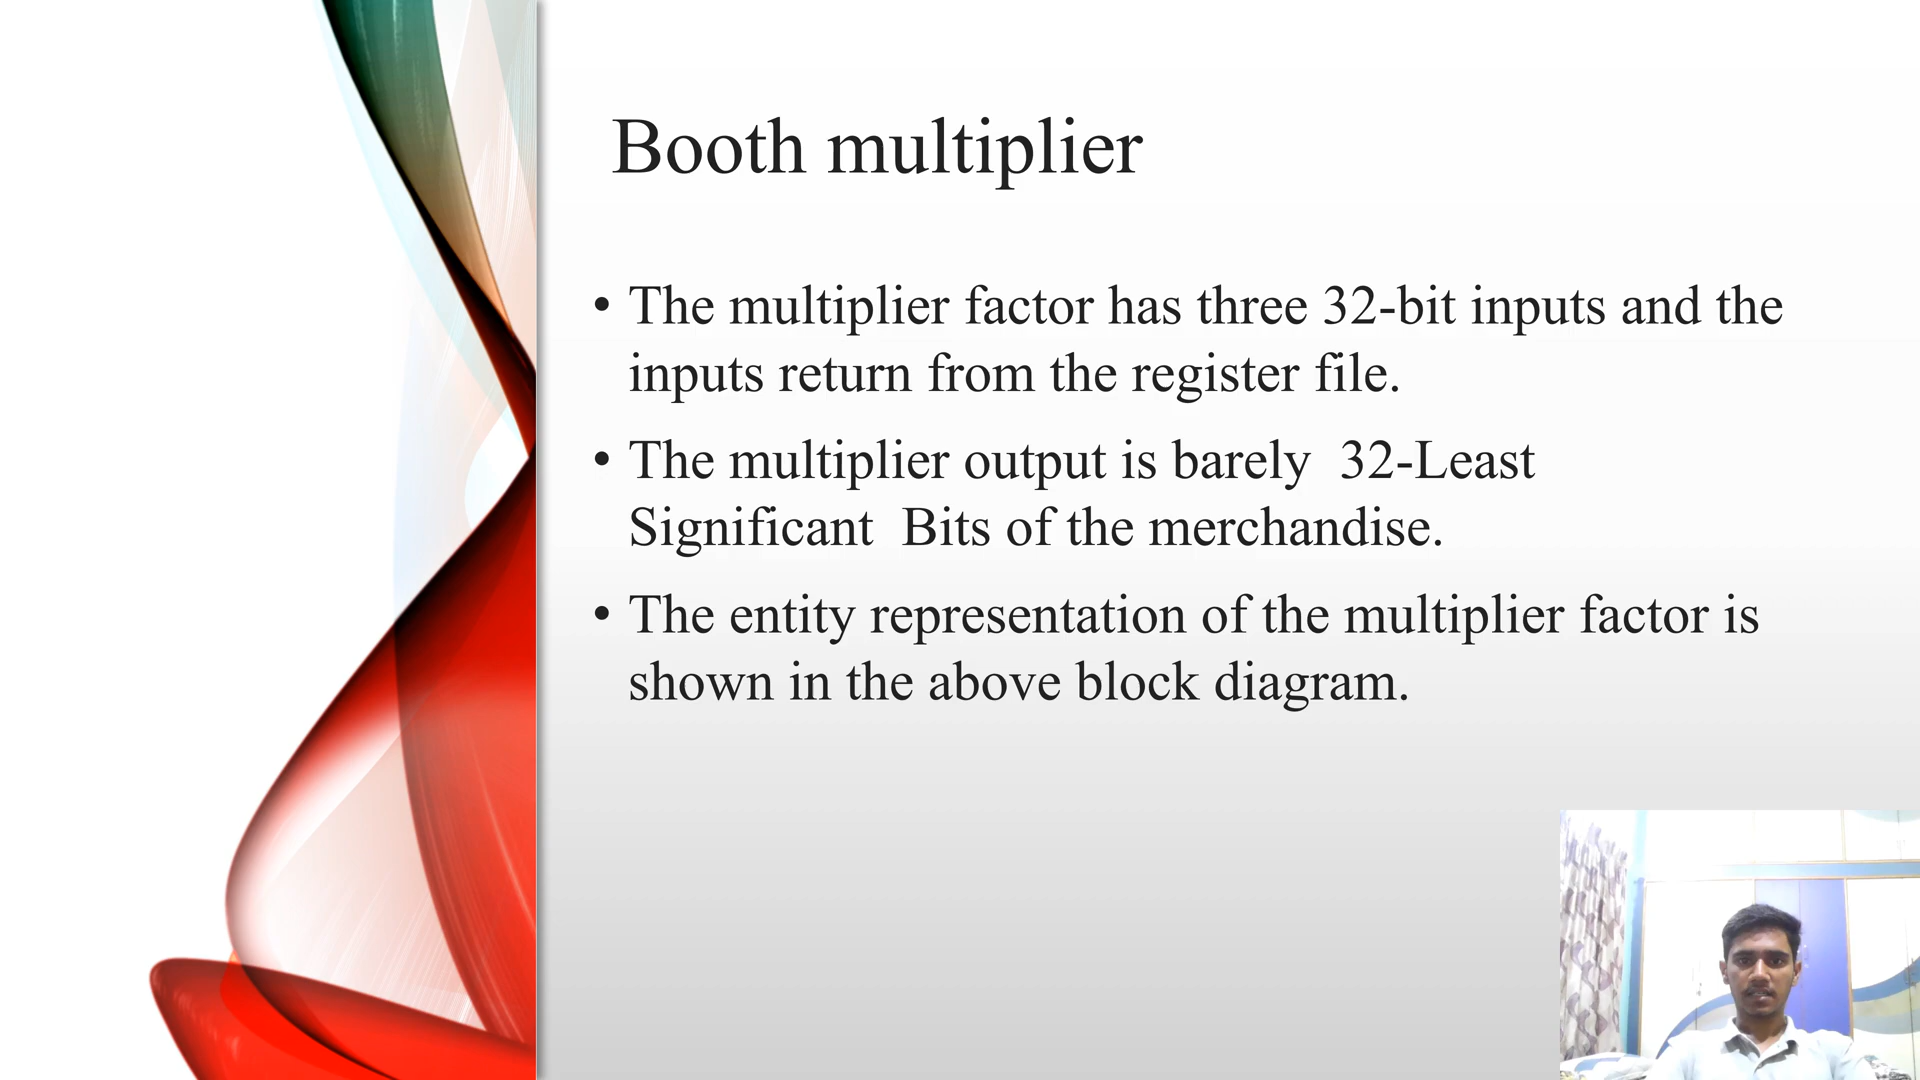 Booth multiplier
• The multiplier factor has three 32-bit inputs and the
inputs return from the register file.
• The multiplier output is barely  32-Least
Significant  Bits of the merchandise.
• The entity representation of the multiplier factor is
shown in the above block diagram.